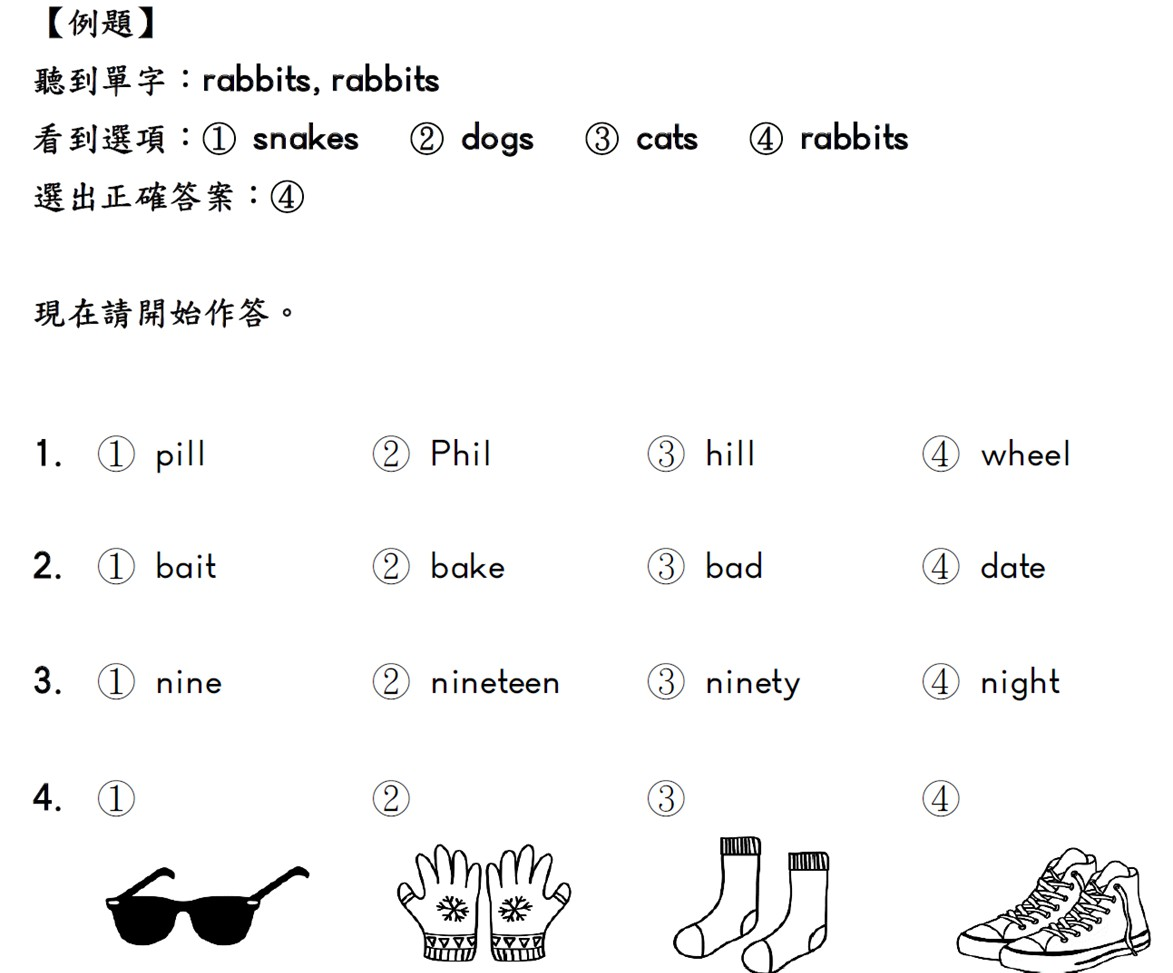 【例題】
聽到單字：rabbits, rabbits
看到選項：① snakes ② dogs ③ cats ④ rabbits
選出正確答案：④
現在請開始作答。
1. ① pill ② Phil ③ hill ④ wheel
2. ① bait ② bake ③ bad ④ date
3. ① nine ② nineteen ③ ninety ④ night
4. ① ② ③ ④